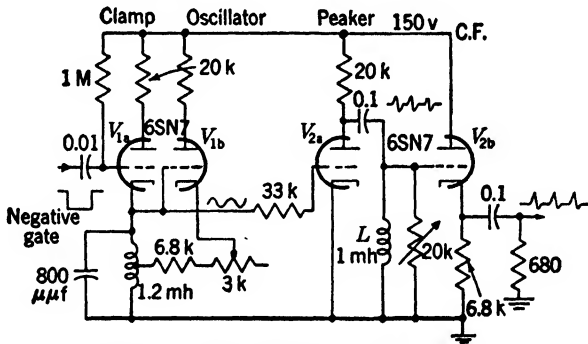 Clamp Oscillator Peaker 150 v C.F.
1 M
20 k
20 k
0.1
0.01
V1a
6SN7
V1b
V2a
6SN7
V2b
Negative
gate
33 k
0.1
L
1 mh
20k
680
800
μμf
6.8 k
3 k
1.2 mh
6.8 k